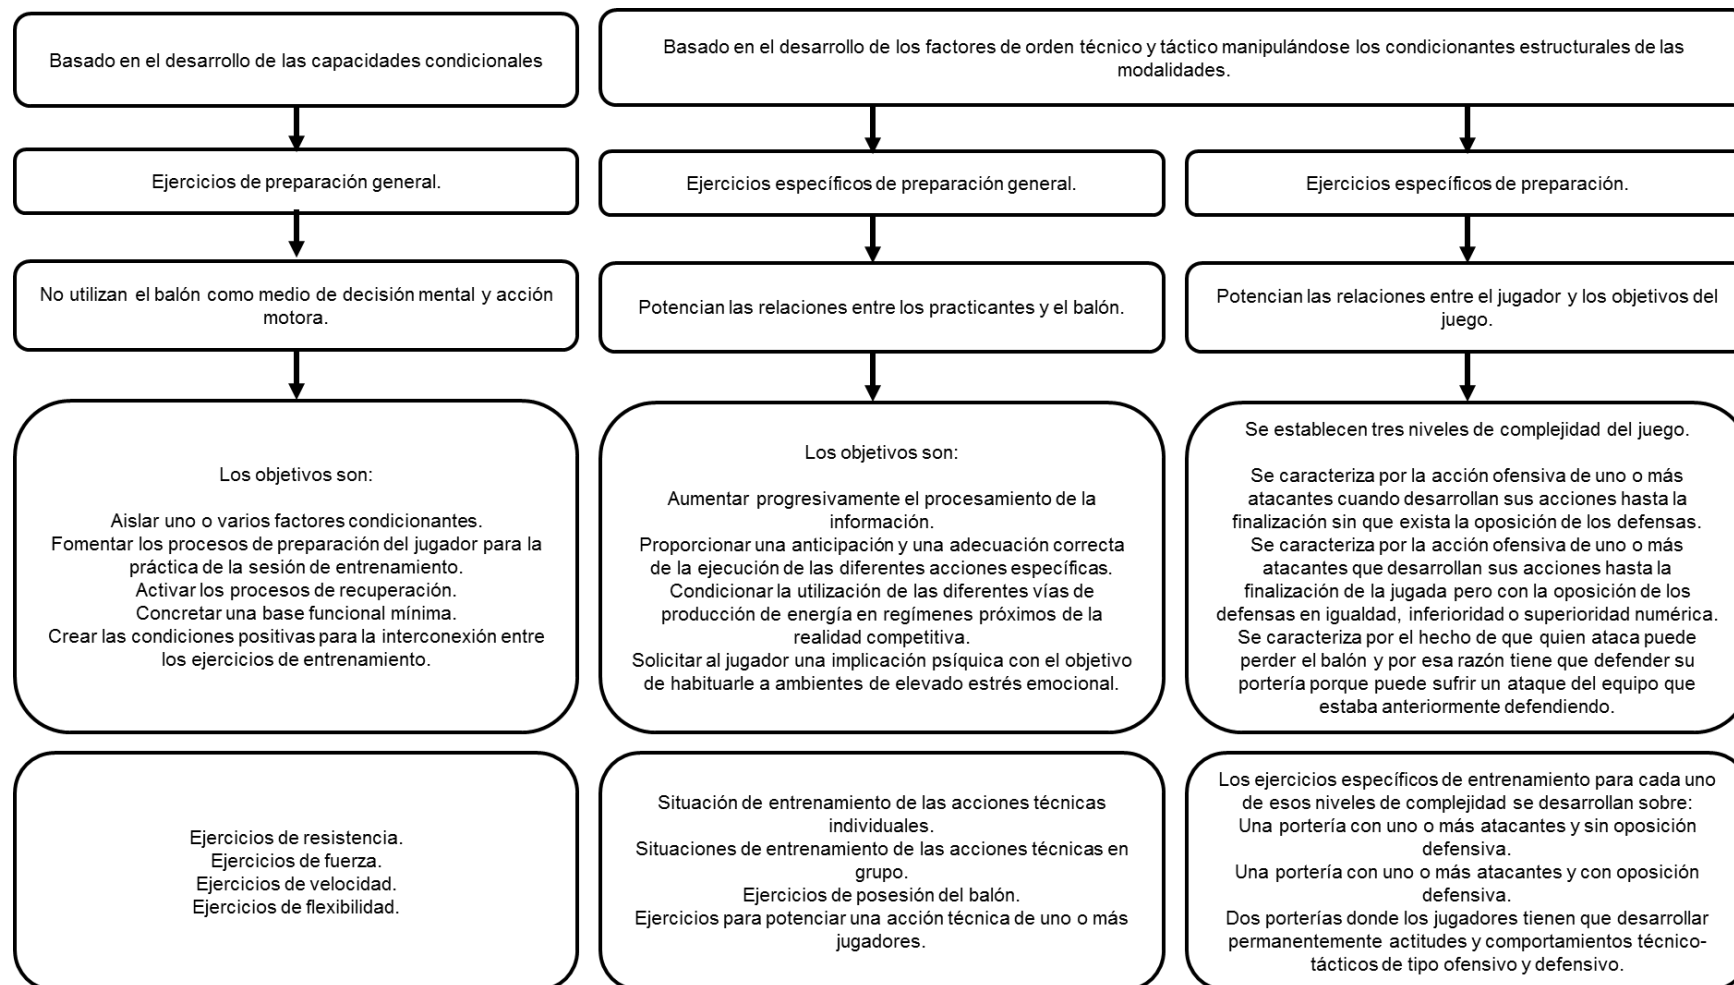 Basado en el desarrollo de las capacidades condicionales
Basado en el desarrollo de los factores de orden técnico y táctico manipulándose los condicionantes estructurales de las
modalidades.
Ejercicios de preparación general.
Ejercicios específicos de preparación general.
Ejercicios específicos de preparación.
No utilizan el balón como medio de decisión mental y acción
motora.
Potencian las relaciones entre los practicantes y el balón.
Potencian las relaciones entre el jugador y los objetivos del
juego.
Los objetivos son:
Aislar uno o varios factores condicionantes.
Fomentar los procesos de preparación del jugador para la
práctica de la sesión de entrenamiento.
Activar los procesos de recuperación.
Concretar una base funcional mínima.
Crear las condiciones positivas para la interconexión entre
los ejercicios de entrenamiento.
Los objetivos son:
Aumentar progresivamente el procesamiento de la
información.
Proporcionar una anticipación y una adecuación correcta
de la ejecución de las diferentes acciones específicas.
Condicionar la utilización de las diferentes vías de
producción de energía en regímenes próximos de la
realidad competitiva.
Solicitar al jugador una implicación psíquica con el objetivo
de habituarle a ambientes de elevado estrés emocional.
Se establecen tres niveles de complejidad del juego.
Se caracteriza por la acción ofensiva de uno o más
atacantes cuando desarrollan sus acciones hasta la
finalización sin que exista la oposición de los defensas.
Se caracteriza por la acción ofensiva de uno o más
atacantes que desarrollan sus acciones hasta la
finalización de la jugada pero con la oposición de los
defensas en igualdad, inferioridad o superioridad numérica.
Se caracteriza por el hecho de que quien ataca puede
perder el balón y por esa razón tiene que defender su
portería porque puede sufrir un ataque del equipo que
estaba anteriormente defendiendo.
Ejercicios de resistencia.
Ejercicios de fuerza.
Ejercicios de velocidad.
Ejercicios de flexibilidad.
Situación de entrenamiento de las acciones técnicas
individuales.
Situaciones de entrenamiento de las acciones técnicas en
grupo.
Ejercicios de posesión del balón.
Ejercicios para potenciar una acción técnica de uno o más
jugadores.
Los ejercicios específicos de entrenamiento para cada uno
de esos niveles de complejidad se desarrollan sobre:
Una portería con uno o más atacantes y sin oposición
defensiva.
Una portería con uno o más atacantes y con oposición
defensiva.
Dos porterías donde los jugadores tienen que desarrollar
permanentemente actitudes y comportamientos técnico-
tácticos de tipo ofensivo y defensivo.